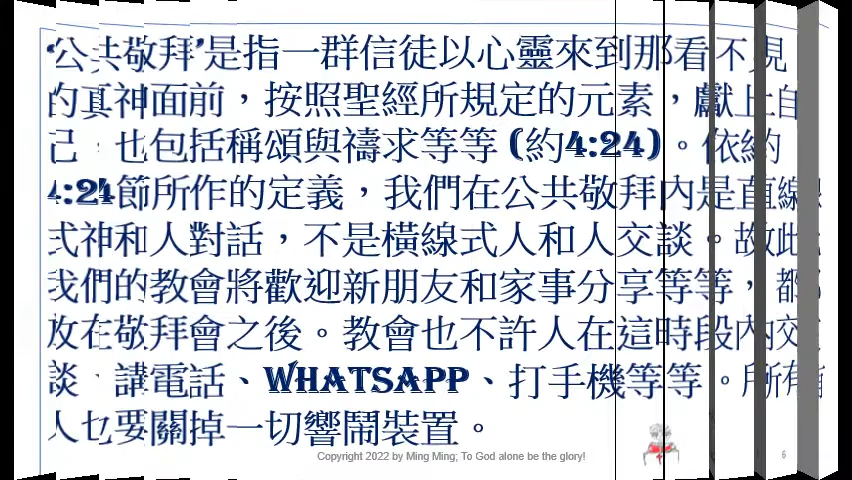 ‘公共敬拜’是指一群信徒以心靈來到那看不見
的真神面前，按照聖經所規定的元素，獻上自
己，也包括稱頌與禱求等等 (約4:24)。依約
4:24節所作的定義，我們在公共敬拜內是直線
式神和人對話，不是橫線式人和人交談。故此
我們的教會將歡迎新朋友和家事分享等等，都
放在敬拜會之後。教會也不許人在這時段內交
談、講電話、WHATSAPP、打手機等等。所有
人也要關掉一切響鬧裝置。
Copyright 2022 by Ming Ming; To God alone be the glory!
6